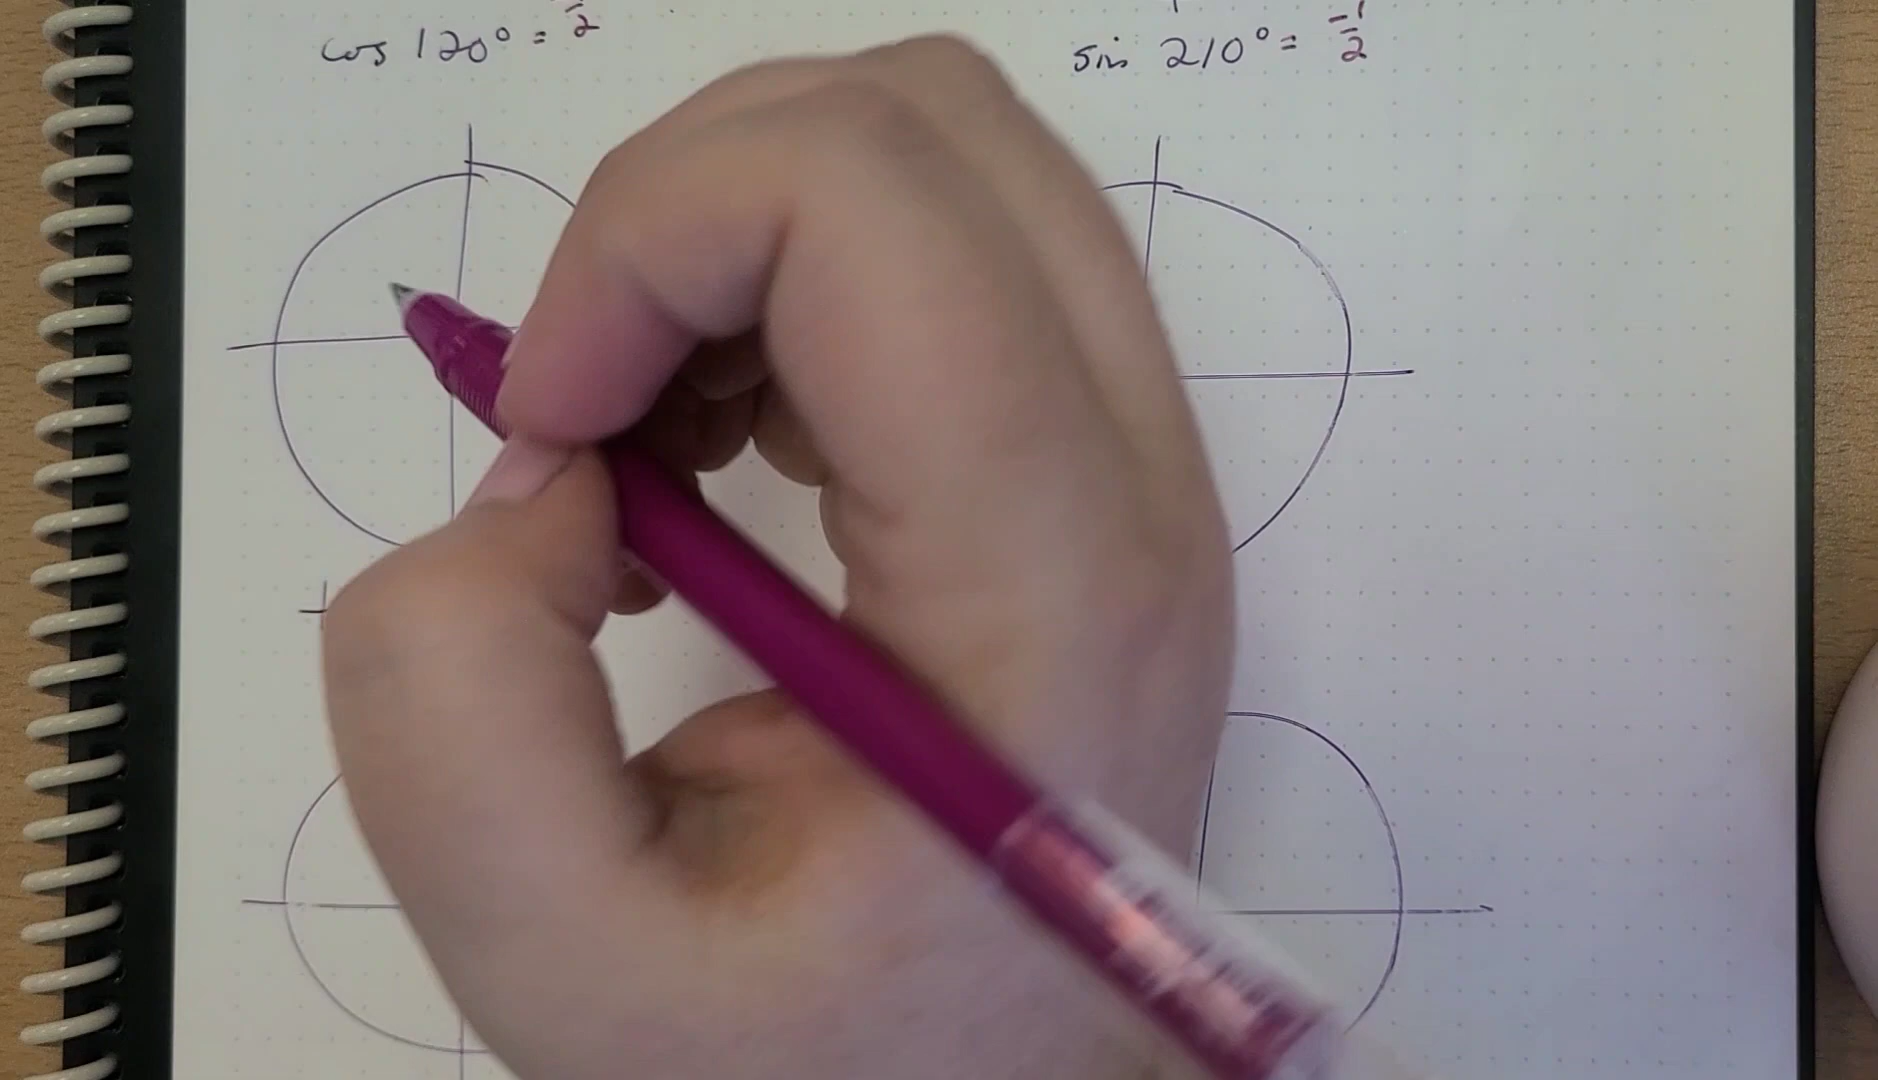 cos 120° = -1/2
sin 210° = -1/2